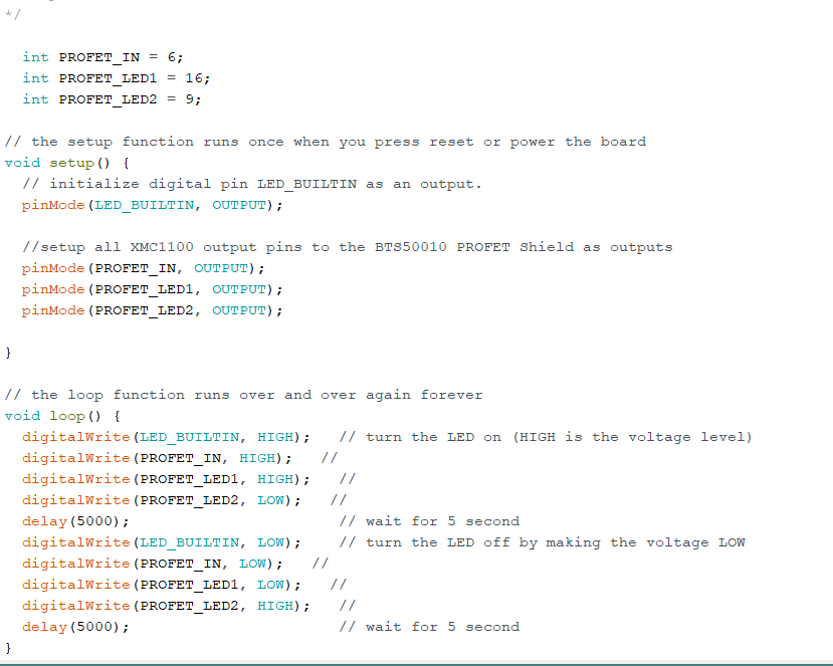 */
int PROFET_IN = 6;
int PROFET_LED1 = 16;
int PROFET_LED2 = 9;
// the setup function runs once when you press reset or power the board
void setup() {
// initialize digital pin LED_BUILTIN as an output.
pinMode(LED_BUILTIN, OUTPUT);
//setup all XMC1100 output pins to the BTS50010 PROFET Shield as outputs
pinMode(PROFET_IN, OUTPUT);
pinMode(PROFET_LED1, OUTPUT);
pinMode(PROFET_LED2, OUTPUT);
}
// the loop function runs over and over again forever
void loop() {
digitalWrite(LED_BUILTIN, HIGH);   // turn the LED on (HIGH is the voltage level)
digitalWrite(PROFET_IN, HIGH);   //
digitalWrite(PROFET_LED1, HIGH);   //
digitalWrite(PROFET_LED2, LOW);   //
delay(5000);                       // wait for 5 second
digitalWrite(LED_BUILTIN, LOW);    // turn the LED off by making the voltage LOW
digitalWrite(PROFET_IN, LOW);   //
digitalWrite(PROFET_LED1, LOW);   //
digitalWrite(PROFET_LED2, HIGH);   //
delay(5000);                       // wait for 5 second
}